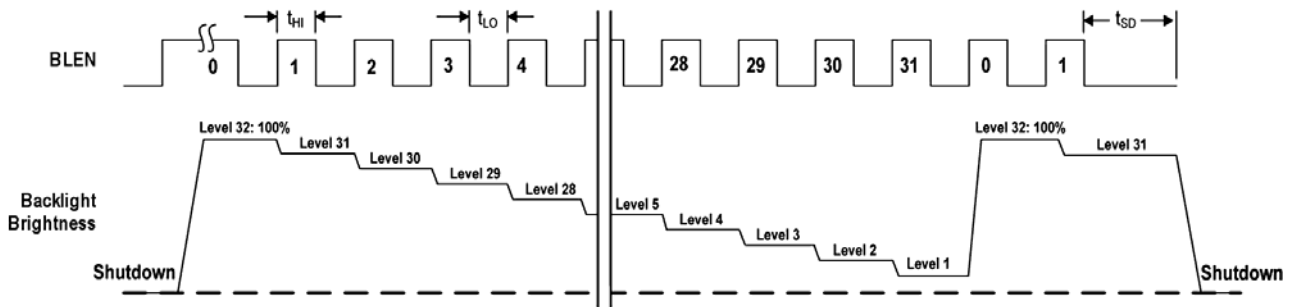 tHI
tLO
tSD
BLEN
0 1 2 3 4 28 29 30 31 0 1
Level 32: 100%
Level 31
Level 30
Level 29
Level 28
Level 5
Level 4
Level 3
Level 2
Level 1
Level 32: 100%
Level 31
Backlight
Brightness
Shutdown
Shutdown